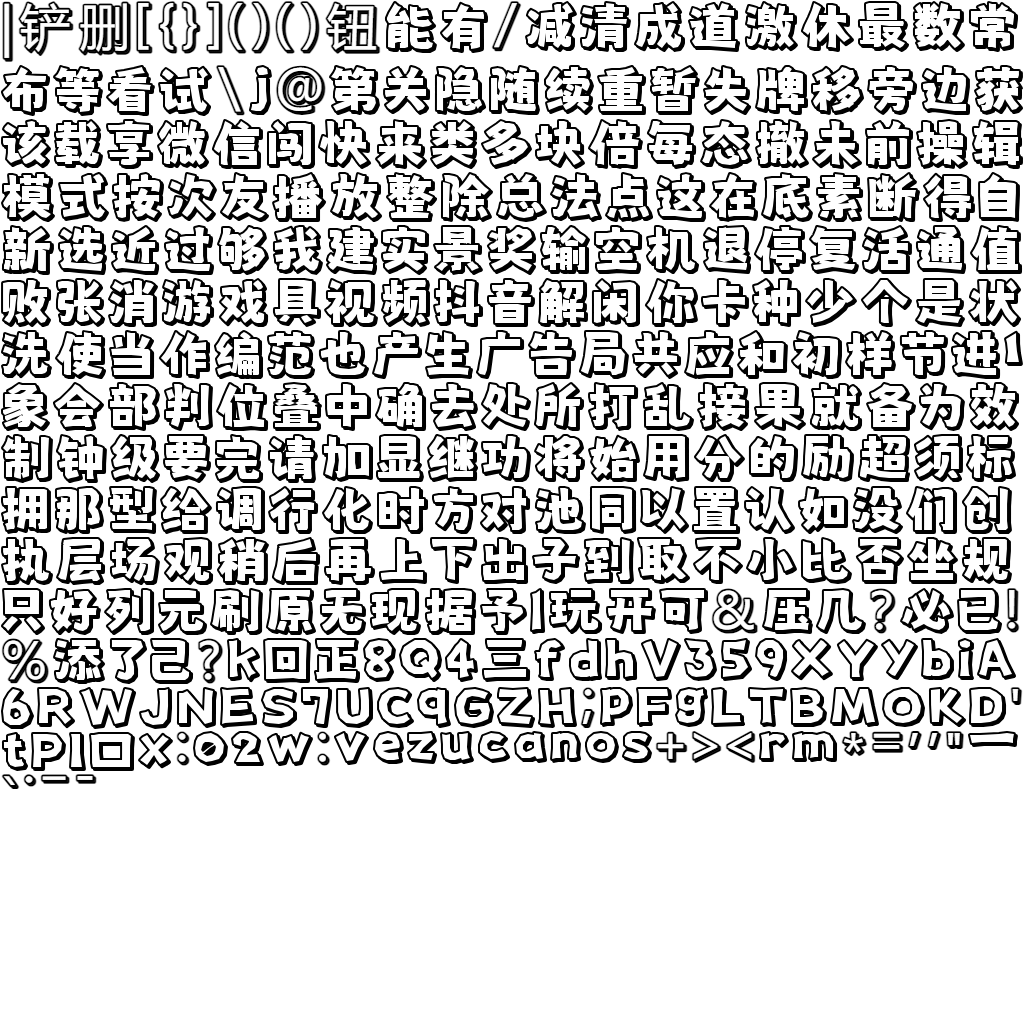 |铲删[{}]()()钮能有/减清成道激休最数常
布等看试\j@第关隐随续重暂失牌移旁边获
该载享微信闯快来类多块倍每态撤未前操辑
模式按次友播放整除总法点这在底素断得自
新选近过够我建实景奖输空机退停复活通值
败张消游戏具视频抖音解闲你卡种少个是状
洗使当作编范也产生广告局共应和初样节进1
象会部判位叠中确去处所打乱接果就备为效
制钟级要完请加显继功将始用分的励超须标
拥那型给调行化时方对池同以置认如没们创
执层场观稍后再上下出子到取不小比否坐规
只好列元刷原无现据予l玩开可&压几?必已!
%添了己?k回正8Q4三fdhV359XYybiA
6RWJNES7UCqGZH;pFgLTBMOKD'
tPI口x:o2w:vezucanos+><rm*=′′"一
`·¯-